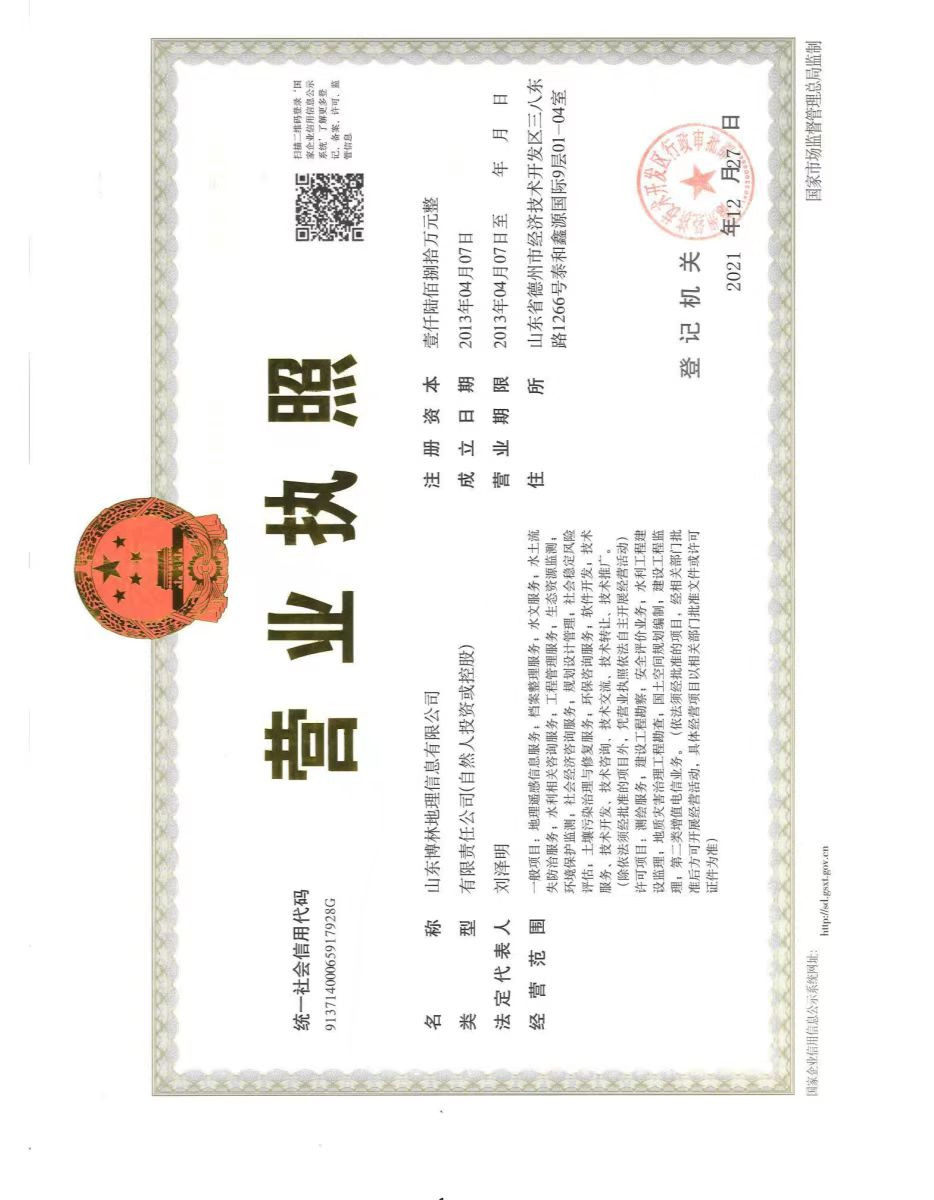 营业执照
统一社会信用代码
91371400065917928G
扫描二维码登录‘国
家企业信用信息公示
系统’了解更多登
记、备案、许可、监
管信息
名称 山东博林地理信息有限公司
类型 有限责任公司(自然人投资或控股)
法定代表人 刘泽明
经营范围 一般项目：地理遥感信息服务；档案整理服务；水文服务；水土流
失防治服务；水利相关咨询服务；工程管理服务；生态资源监测；
环境保护监测；社会经济咨询服务；规划设计管理；社会稳定风险
评估；土壤污染治理与修复服务；环保咨询服务；软件开发；技术
服务、技术开发、技术咨询、技术交流、技术转让、技术推广。
（除依法须经批准的项目外，凭营业执照依法自主开展经营活动）
许可项目：测绘服务；建设工程勘察；安全评价业务；水利工程建
设监理；地质灾害治理工程勘查；国土空间规划编制；建设工程监
理；第二类增值电信业务。（依法须经批准的项目，经相关部门批
准后方可开展经营活动，具体经营项目以相关部门批准文件或许可
证件为准）
注册资本 壹仟陆佰捌拾万元整
成立日期 2013年04月07日
营业期限 2013年04月07日至 年 月 日
住所 山东省德州市经济技术开发区三八东
路1266号泰和鑫源国际9层01-04室
登记机关
2021 年12 月27 日
国家企业信用信息公示系统网址：
http://sd.gsxt.gov.cn
国家市场监督管理总局监制